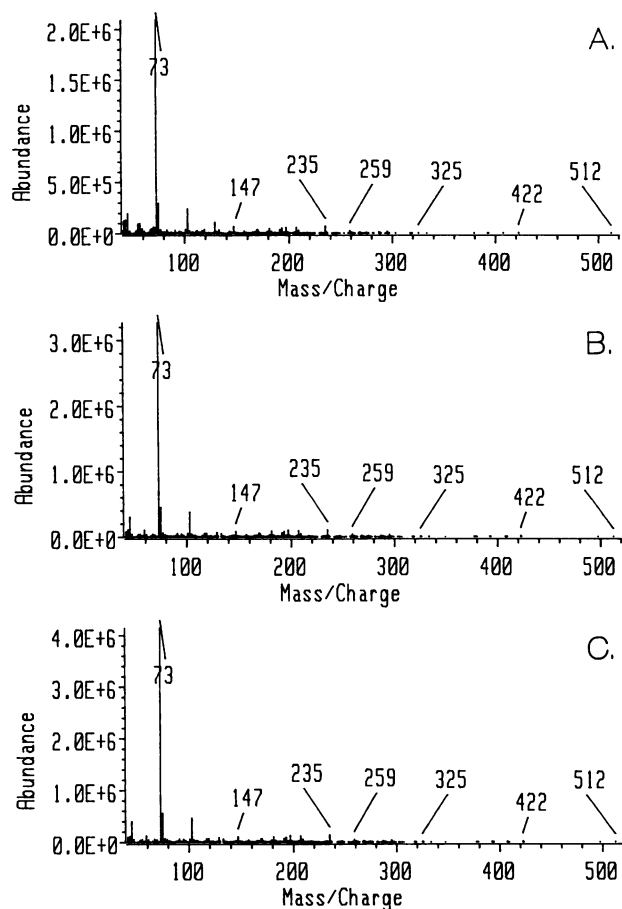 A.
2.0E+6
1.5E+6
1.0E+6
5.0E+5
0.0E+0
Abundance
73
147
235
259
325
422
512
100
200
300
400
500
Mass/Charge
B.
3.0E+6
2.0E+6
1.0E+6
0.0E+0
Abundance
73
147
235
259
325
422
512
100
200
300
400
500
Mass/Charge
C.
4.0E+6
3.0E+6
2.0E+6
1.0E+6
0.0E+0
Abundance
73
147
235
259
325
422
512
100
200
300
400
500
Mass/Charge